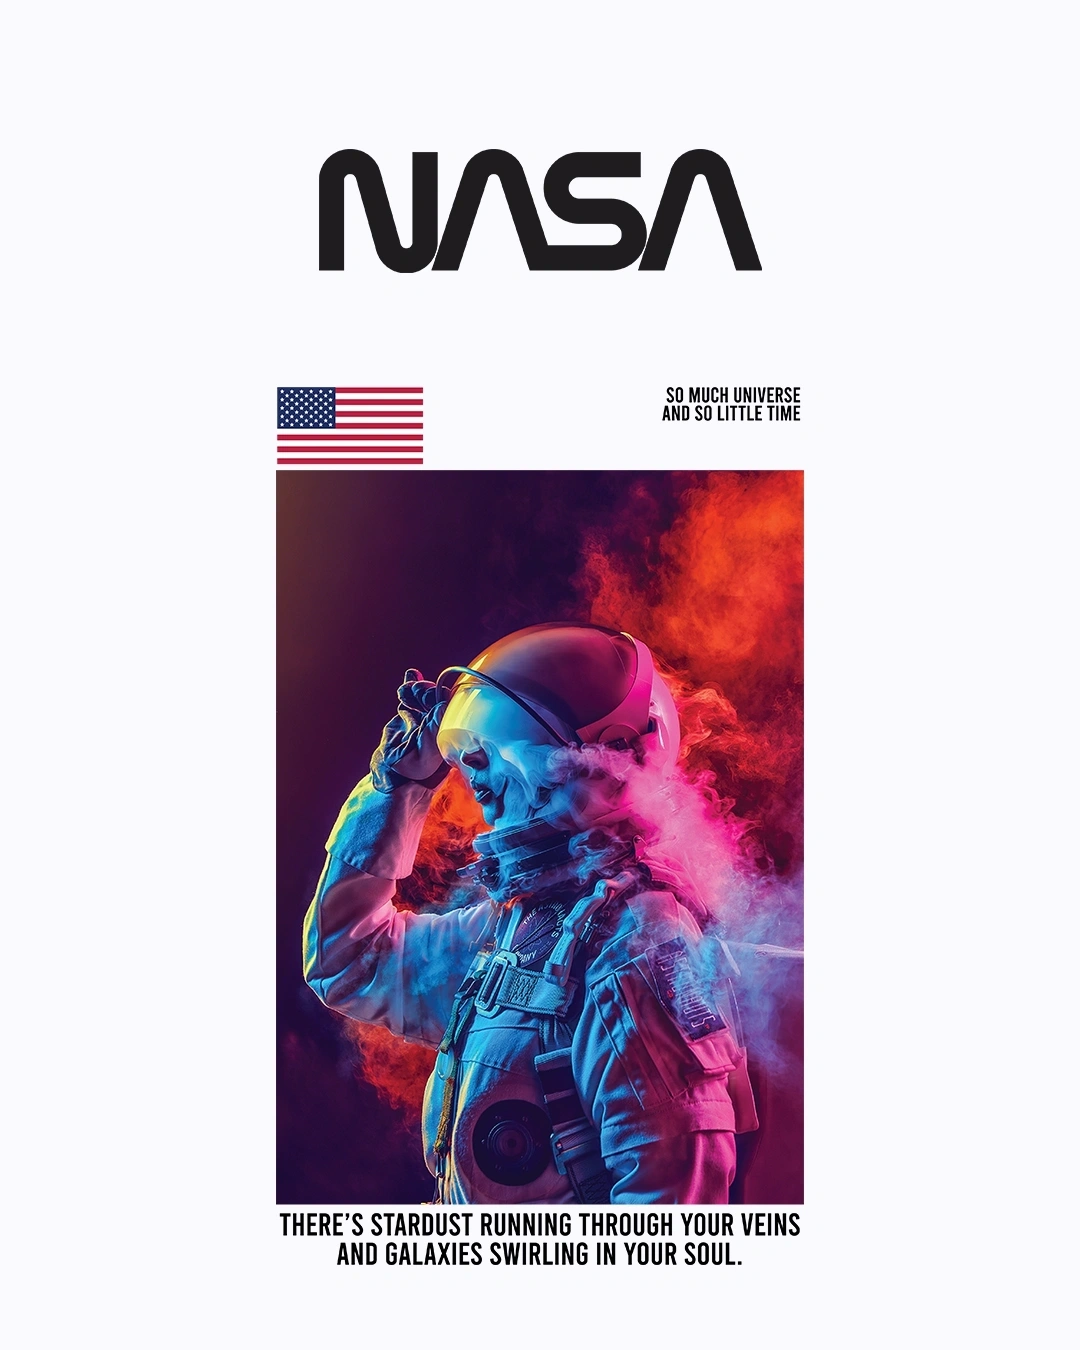 NASA
SO MUCH UNIVERSE
AND SO LITTLE TIME
THERE’S STARDUST RUNNING THROUGH YOUR VEINS
AND GALAXIES SWIRLING IN YOUR SOUL.